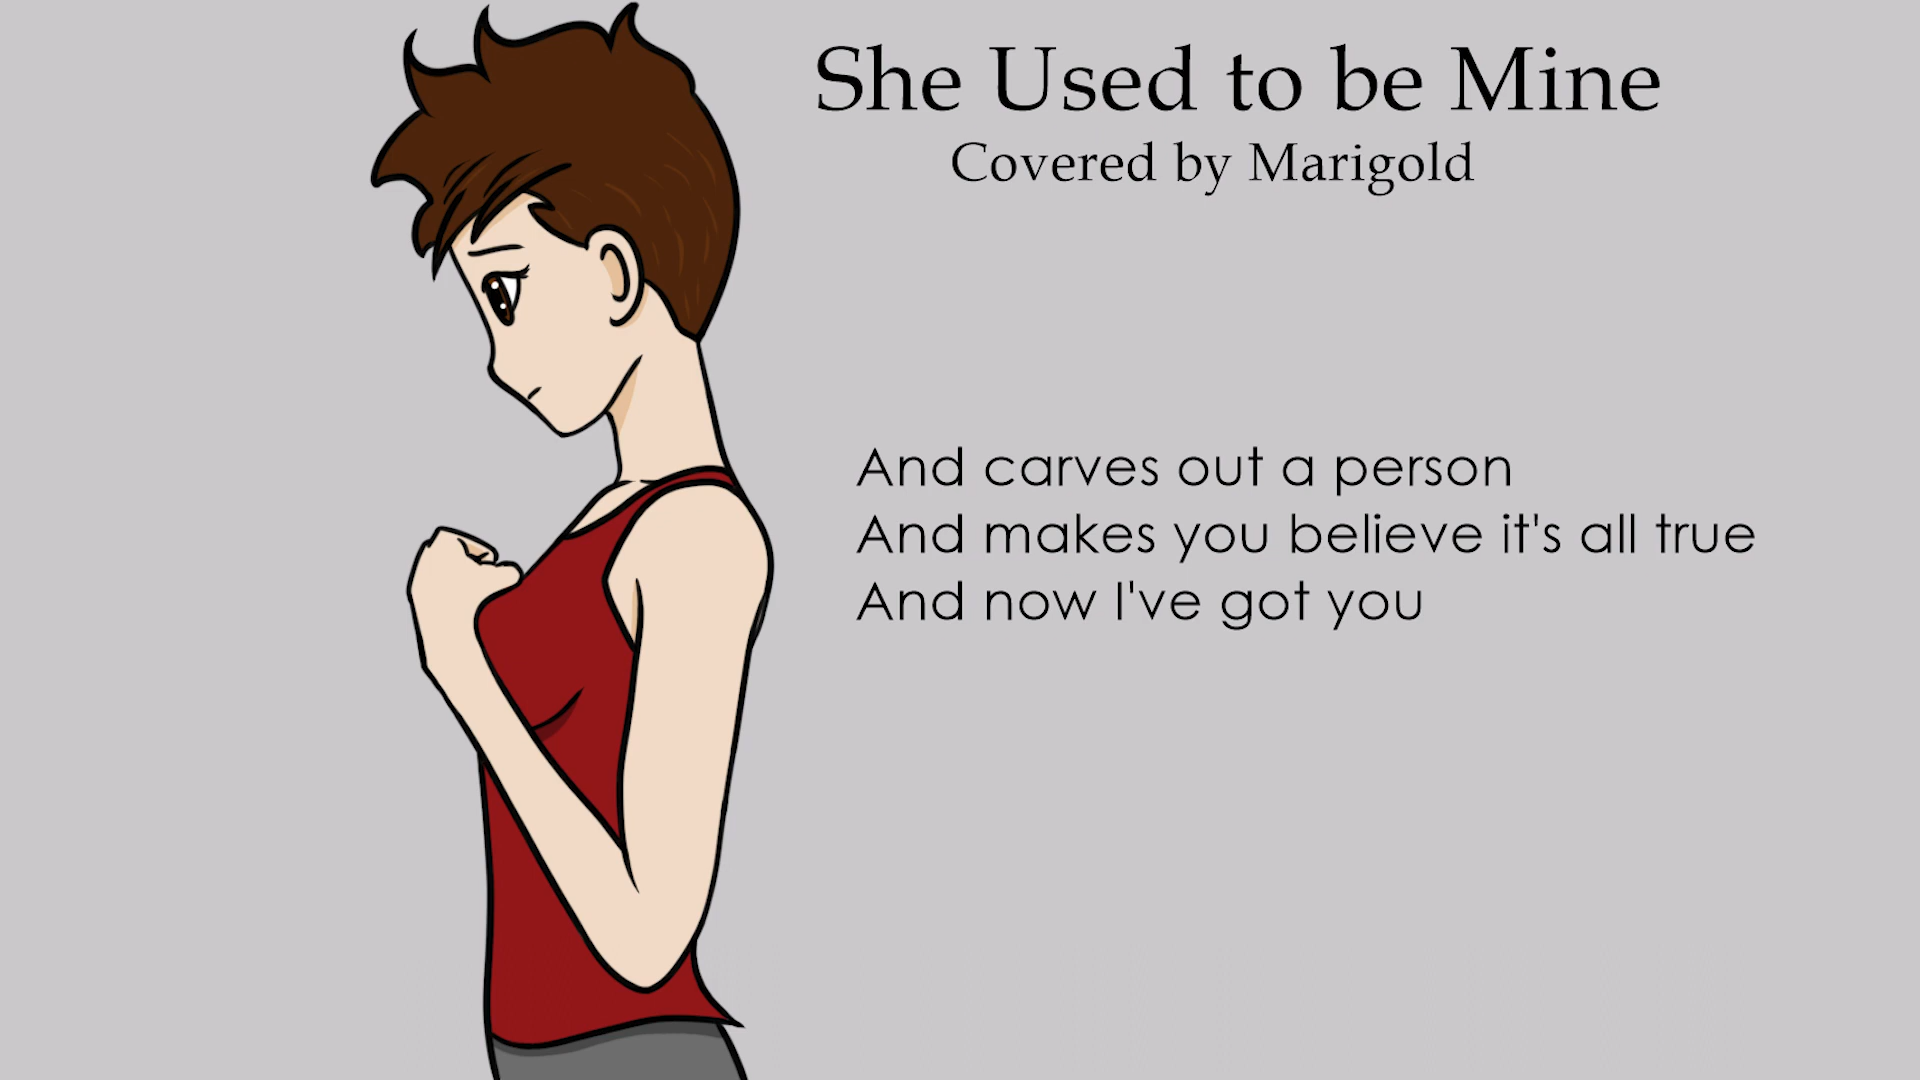 She Used to be Mine
Covered by Marigold
And carves out a person
And makes you believe it's all true
And now I've got you